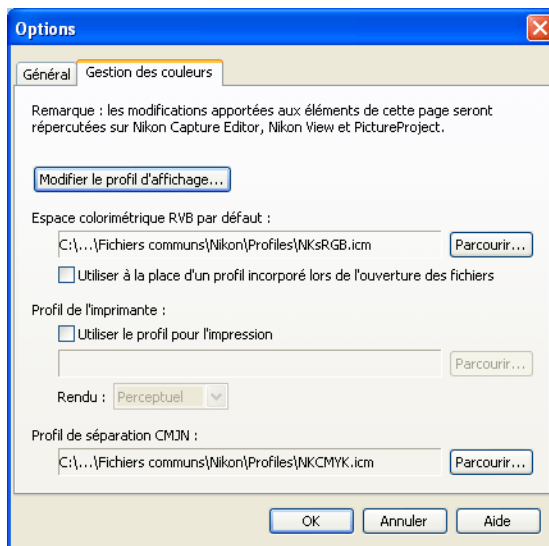 Options
Général
Gestion des couleurs
Remarque : les modifications apportées aux éléments de cette page seront
répercutées sur Nikon Capture Editor, Nikon View et PictureProject.
Modifier le profil d'affichage...
Espace colorimétrique RVB par défaut :
C:\...\Fichiers communs\Nikon\Profiles\NKsRGB.icm
Parcourir...
Utiliser à la place d'un profil incorporé lors de l'ouverture des fichiers
Profil de l'imprimante :
Utiliser le profil pour l'impression
Parcourir...
Rendu : Perceptuel
Profil de séparation CMJN :
C:\...\Fichiers communs\Nikon\Profiles\NKCMYK.icm
Parcourir...
OK
Annuler
Aide